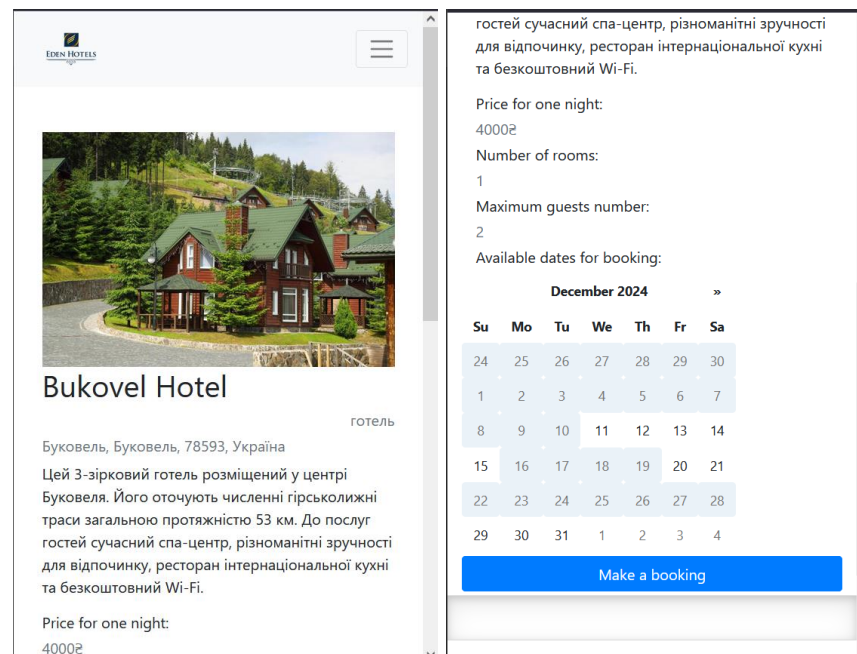 EDEN HOTELS
Bukovel Hotel
готель
Буковель, Буковель, 78593, Україна
Цей 3-зірковий готель розміщений у центрі
Буковеля. Його оточують численні гірськолижні
траси загальною протяжністю 53 км. До послуг
гостей сучасний спа-центр, різноманітні зручності
для відпочинку, ресторан інтернаціональної кухні
та безкоштовний Wi-Fi.
Price for one night:
4000₴
гостей сучасний спа-центр, різноманітні зручності
для відпочинку, ресторан інтернаціональної кухні
та безкоштовний Wi-Fi.
Price for one night:
4000₴
Number of rooms:
1
Maximum guests number:
2
Available dates for booking:
December 2024 »
Su Mo Tu We Th Fr Sa
24 25 26 27 28 29 30
1 2 3 4 5 6 7
8 9 10 11 12 13 14
15 16 17 18 19 20 21
22 23 24 25 26 27 28
29 30 31 1 2 3 4
Make a booking